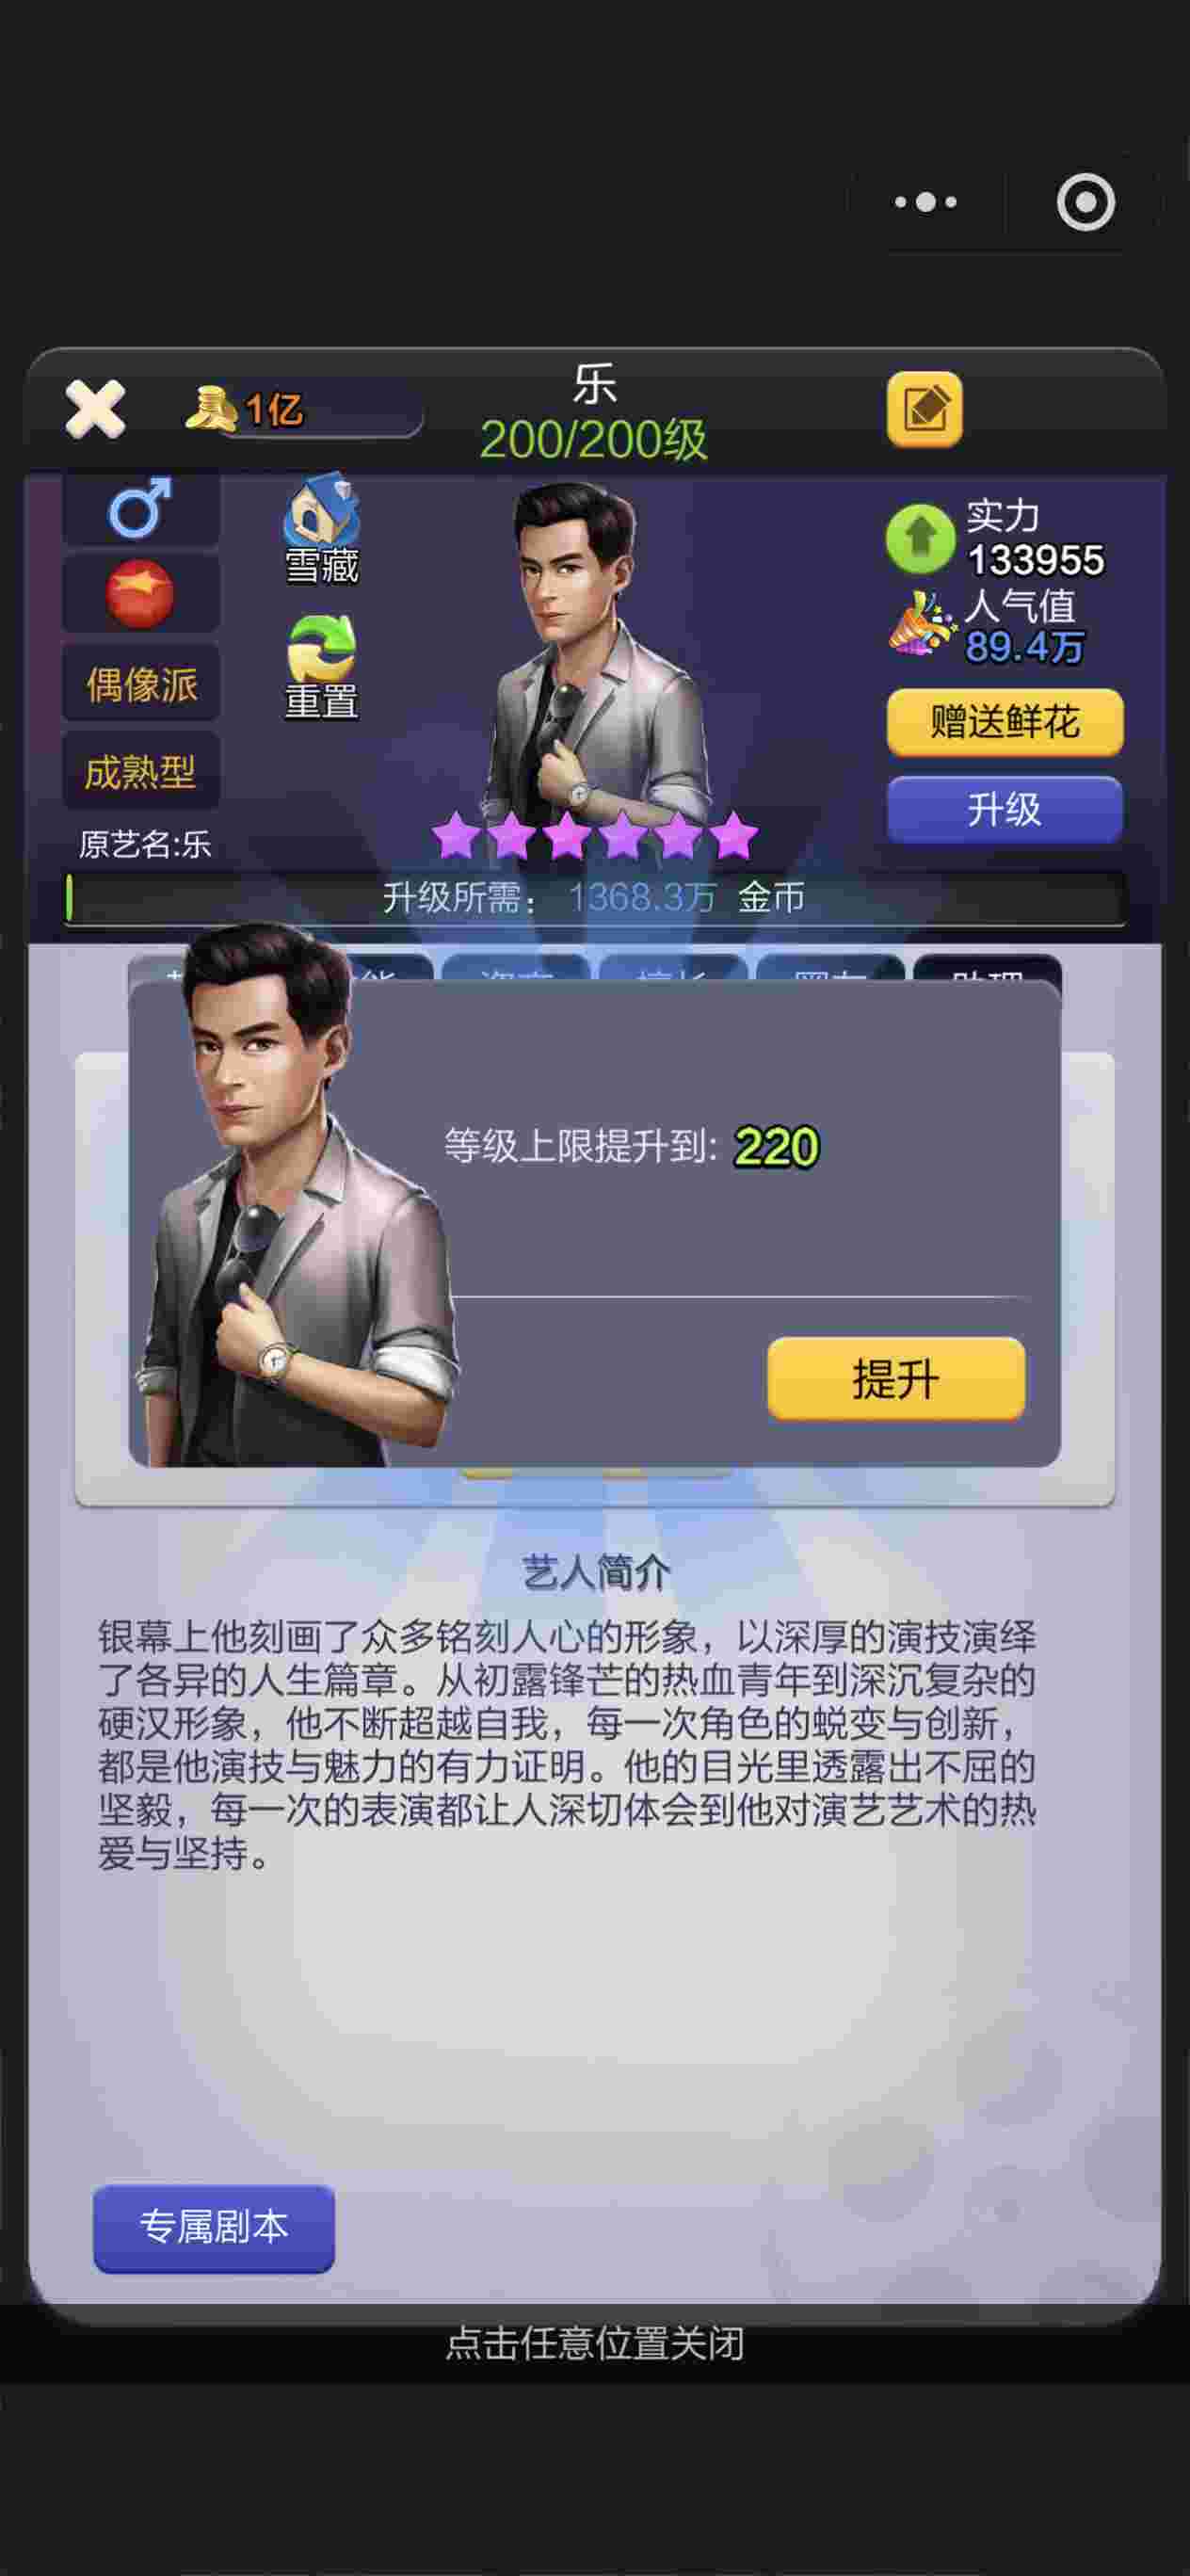 乐
1亿
200/200级
雪藏
重置
偶像派
成熟型
原艺名:乐
实力
133955
人气值
89.4万
赠送鲜花
升级
升级所需： 1368.3万 金币
等级上限提升到: 220
提升
艺人简介
银幕上他刻画了众多铭刻人心的形象，以深厚的演技演绎
了各异的人生篇章。从初露锋芒的热血青年到深沉复杂的
硬汉形象，他不断超越自我，每一次角色的蜕变与创新，
都是他演技与魅力的有力证明。他的目光里透露出不屈的
坚毅，每一次的表演都让人深切体会到他对演艺艺术的热
爱与坚持。
专属剧本
点击任意位置关闭